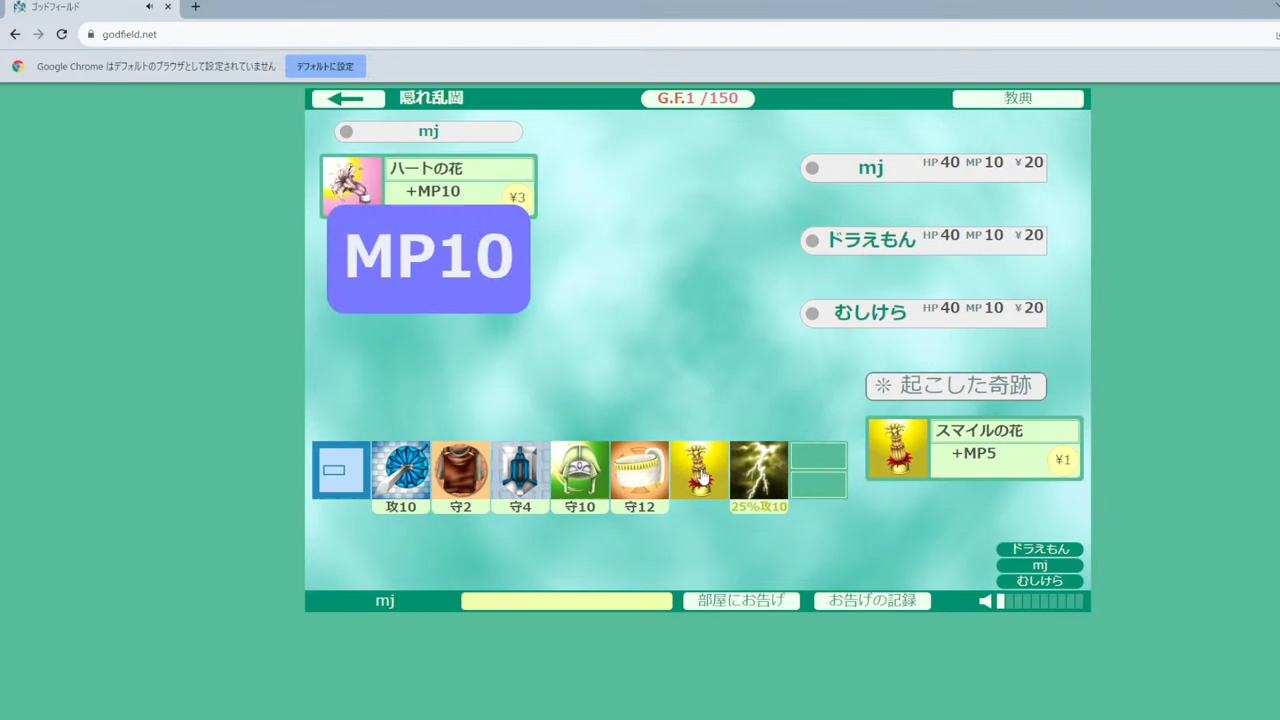 ゴッドフィールド
godfield.net
Google Chrome はデフォルトのブラウザとして設定されていません
デフォルトに設定
隠れ乱闘
G.F.1 /150
教典
mj
ハートの花
+MP10
¥3
MP10
mj HP40 MP10 ¥20
ドラえもん HP40 MP10 ¥20
むしけら HP40 MP10 ¥20
※ 起こした奇跡
スマイルの花
+MP5
¥1
攻10
守2
守4
守10
守12
25%攻10
ドラえもん
mj
むしけら
mj
部屋にお告げ
お告げの記録